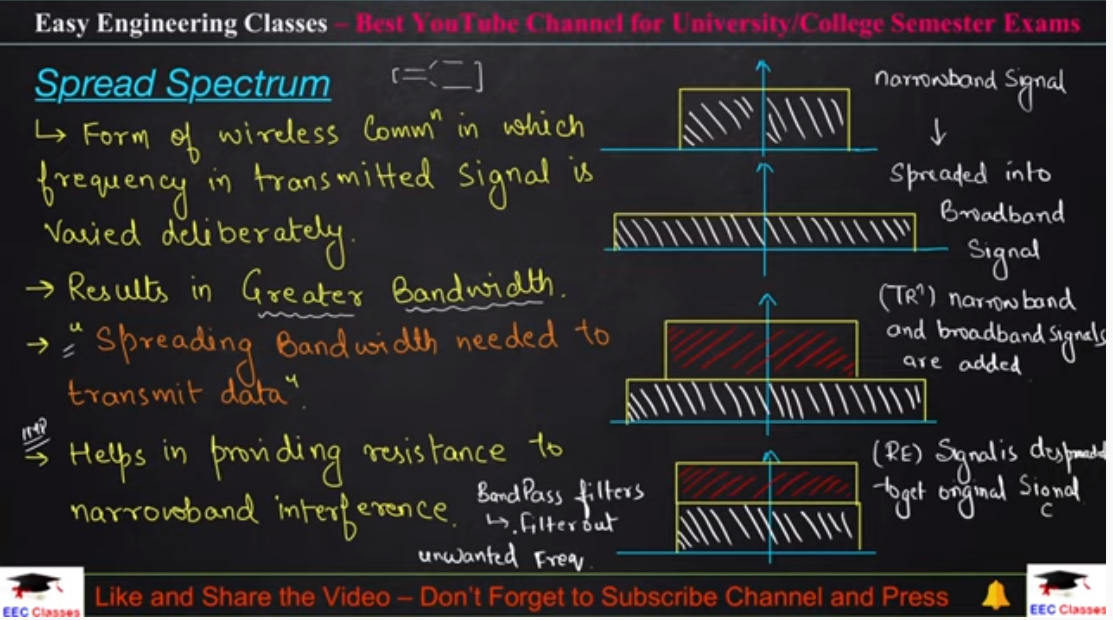 Easy Engineering Classes – Best YouTube Channel for University/College Semester Exams
Spread Spectrum
↳ Form of wireless Commⁿ in which
frequency in transmitted Signal is
Varied deliberately.
→ Results in Greater Bandwidth.
→ " Spreading Bandwidth needed to
transmit data".
IMP
→ Helps in providing resistance to
narrowband interference.
BandPass filters
↳ Filter out
unwanted Freq.
narrowband Signal
↓
Spreaded into
Broadband
Signal
(TRⁿ) narrowband
and broadband signals
are added
(RE) Signal is despreaded
to get original Signal
Like and Share the Video – Don't Forget to Subscribe Channel and Press
EEC Classes
EEC Classes